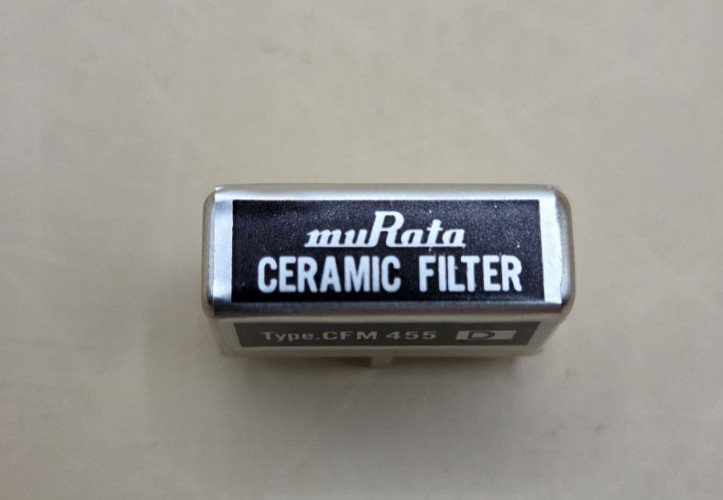 muRata
CERAMIC FILTER
Type.CFM 455 D